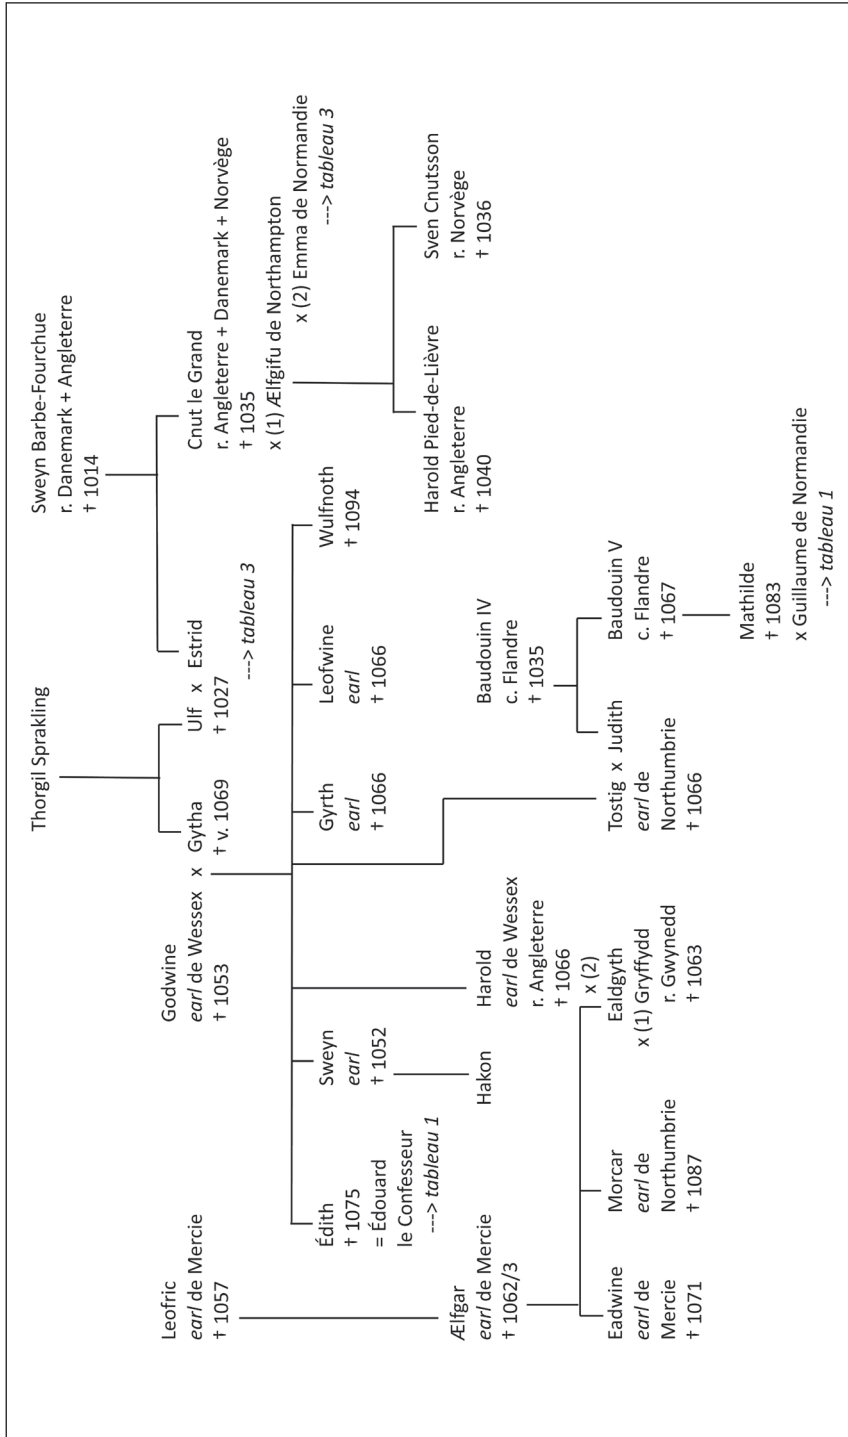 Thorgil Sprakling
Sweyn Barbe-Fourchue
r. Danemark + Angleterre
† 1014
Leofric
earl de Mercie
† 1057
Godwine
earl de Wessex x Gytha
† 1053
† v. 1069
Ulf x Estrid
† 1027
---> tableau 3
Cnut le Grand
r. Angleterre + Danemark + Norvège
† 1035
x (1) Ælfgifu de Northampton
x (2) Emma de Normandie
---> tableau 3
Édith
† 1075
= Édouard
le Confesseur
---> tableau 1
Sweyn
earl
† 1052
Gyrth
earl
† 1066
Leofwine
earl
† 1066
Wulfnoth
† 1094
Harold Pied-de-Lièvre
r. Angleterre
† 1040
Sven Cnutsson
r. Norvège
† 1036
Ælfgar
earl de Mercie
† 1062/3
Hakon
Harold
earl de Wessex
r. Angleterre
† 1066
x (2)
Baudouin IV
c. Flandre
† 1035
Eadwine
earl de
Mercie
† 1071
Morcar
earl de
Northumbrie
† 1087
Ealdgyth
x (1) Gryffydd
r. Gwynedd
† 1063
Tostig x Judith
earl de
Northumbrie
† 1066
Baudouin V
c. Flandre
† 1067
Mathilde
† 1083
x Guillaume de Normandie
---> tableau 1